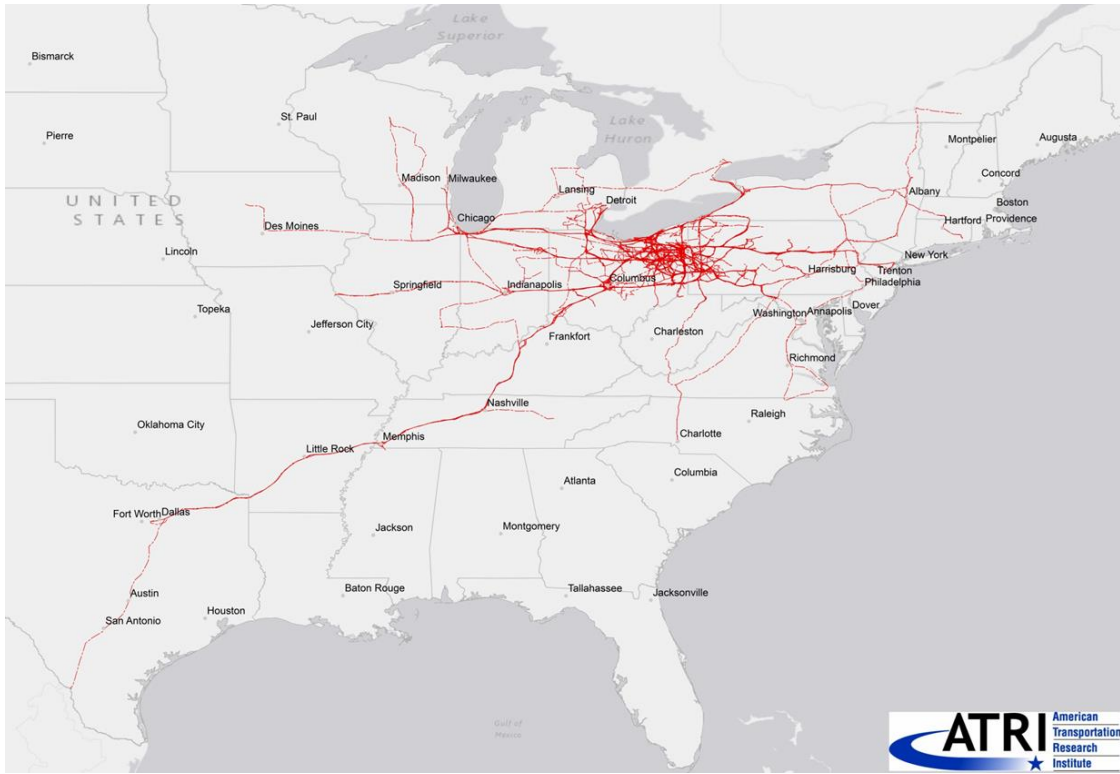 Lake
Superior
Bismarck
St. Paul
Lake
Huron
Montpelier
Augusta
Pierre
Madison
Milwaukee
Lansing
Concord
Albany
UNITED
STATES
Detroit
Boston
Chicago
Hartford
Providence
Des Moines
Lincoln
New York
Harrisburg
Trenton
Columbus
Philadelphia
Springfield
Indianapolis
Topeka
Washington
Annapolis
Dover
Jefferson City
Charleston
Frankfort
Richmond
Nashville
Raleigh
Oklahoma City
Memphis
Charlotte
Little Rock
Columbia
Atlanta
Fort Worth
Dallas
Jackson
Montgomery
Austin
Baton Rouge
Tallahassee
Jacksonville
Houston
San Antonio
Gulf of
Mexico
ATRI
American
Transportation
Research
Institute